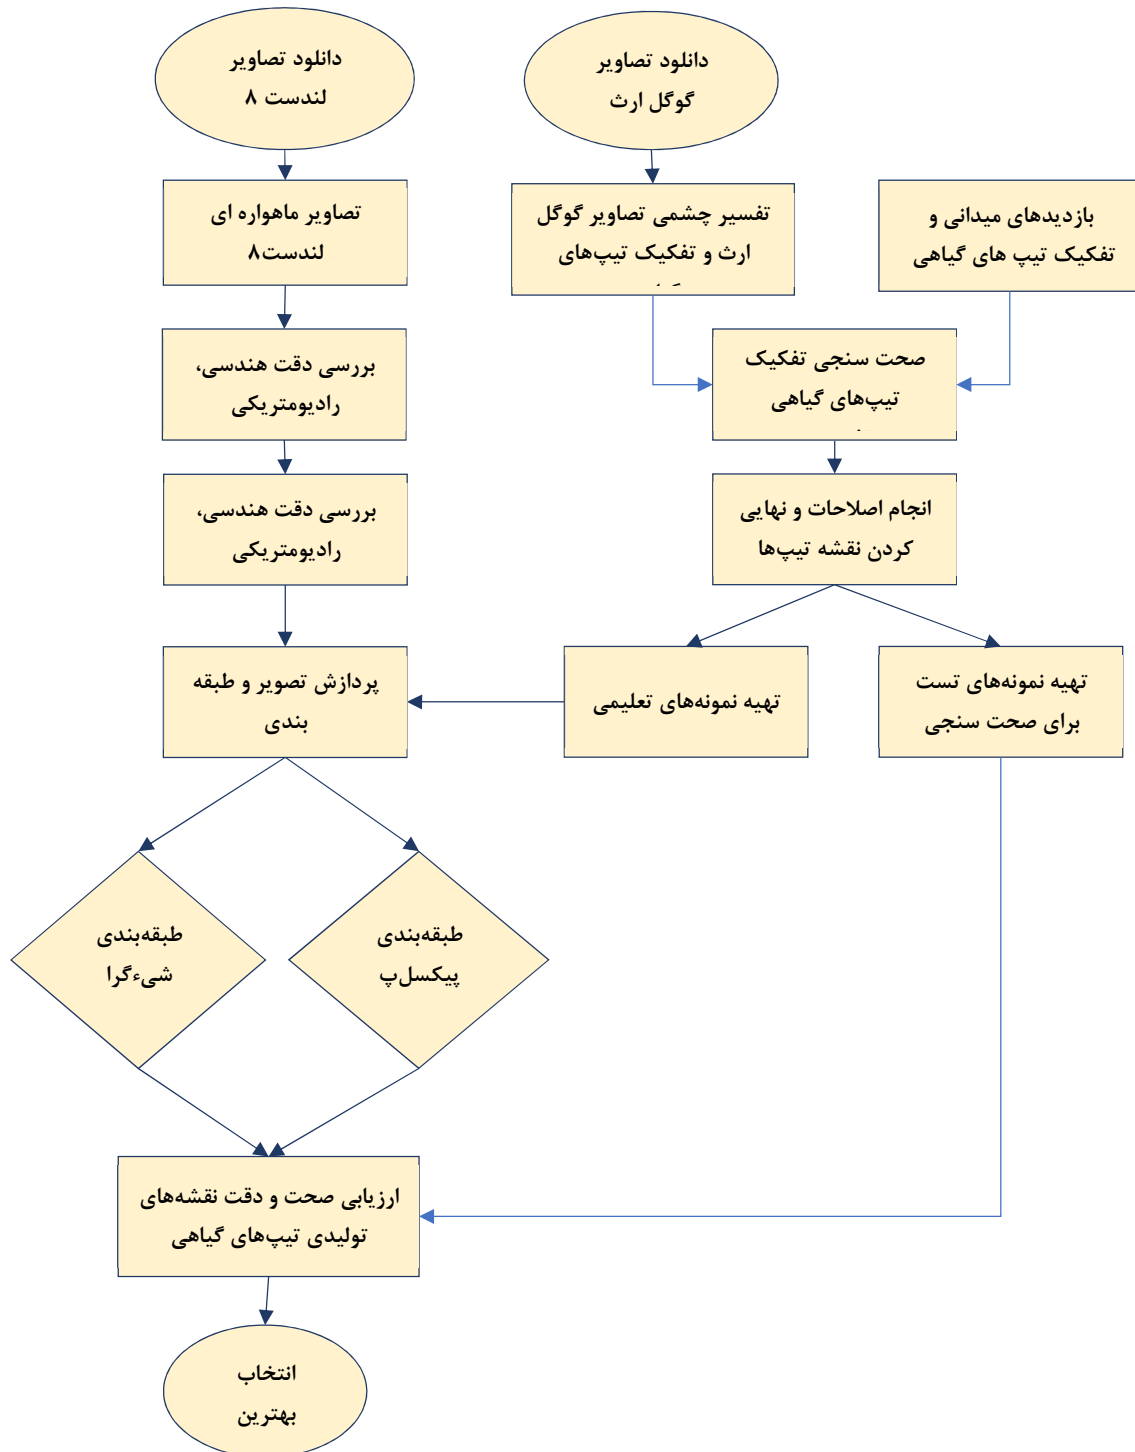 دانلود تصاویر
لندست ۸
دانلود تصاویر
گوگل ارث
تصاویر ماهواره ای
لندست۸
تفسیر چشمی تصاویر گوگل
ارث و تفکیک تیپ‌های
بازدیدهای میدانی و
تفکیک تیپ های گیاهی
بررسی دقت هندسی،
رادیومتریکی
صحت سنجی تفکیک
تیپ‌های گیاهی
بررسی دقت هندسی،
رادیومتریکی
انجام اصلاحات و نهایی
کردن نقشه تیپ‌ها
پردازش تصویر و طبقه
بندی
تهیه نمونه‌های تعلیمی
تهیه نمونه‌های تست
برای صحت سنجی
طبقه‌بندی
شیءگرا
طبقه‌بندی
پیکسل‌پ
ارزیابی صحت و دقت نقشه‌های
تولیدی تیپ‌های گیاهی
انتخاب
بهترین